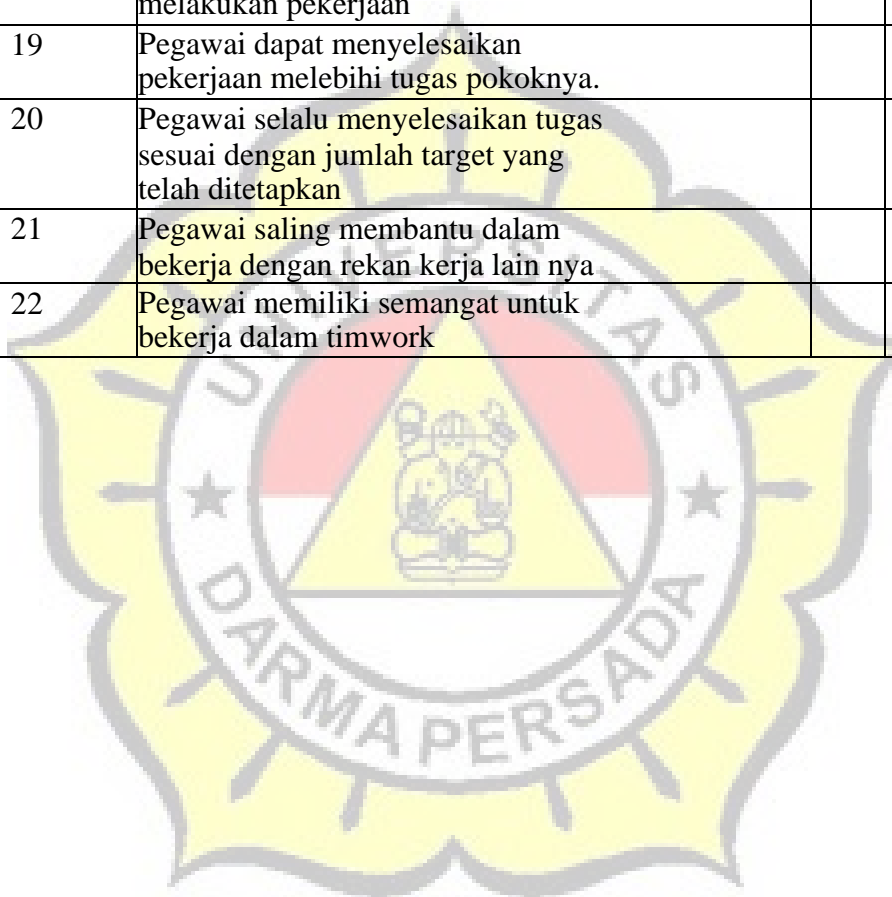 melakukan pekerjaan
19 Pegawai dapat menyelesaikan
pekerjaan melebihi tugas pokoknya.
20 Pegawai selalu menyelesaikan tugas
sesuai dengan jumlah target yang
telah ditetapkan
21 Pegawai saling membantu dalam
bekerja dengan rekan kerja lain nya
22 Pegawai memiliki semangat untuk
bekerja dalam timwork
UNIVERSITAS
DARMA PERSADA